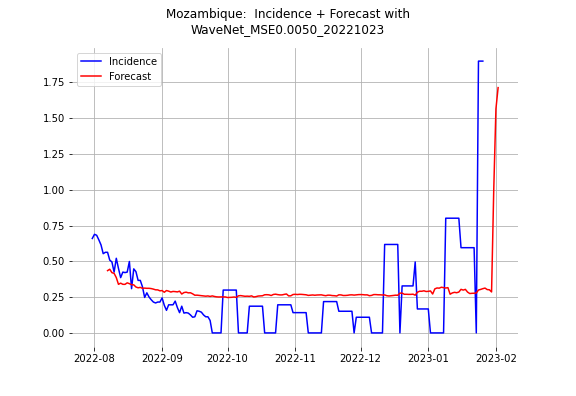 Mozambique:  Incidence + Forecast with
WaveNet_MSE0.0050_20221023
Incidence
Forecast
1.75
1.50
1.25
1.00
0.75
0.50
0.25
0.00
2022-08 2022-09 2022-10 2022-11 2022-12 2023-01 2023-02